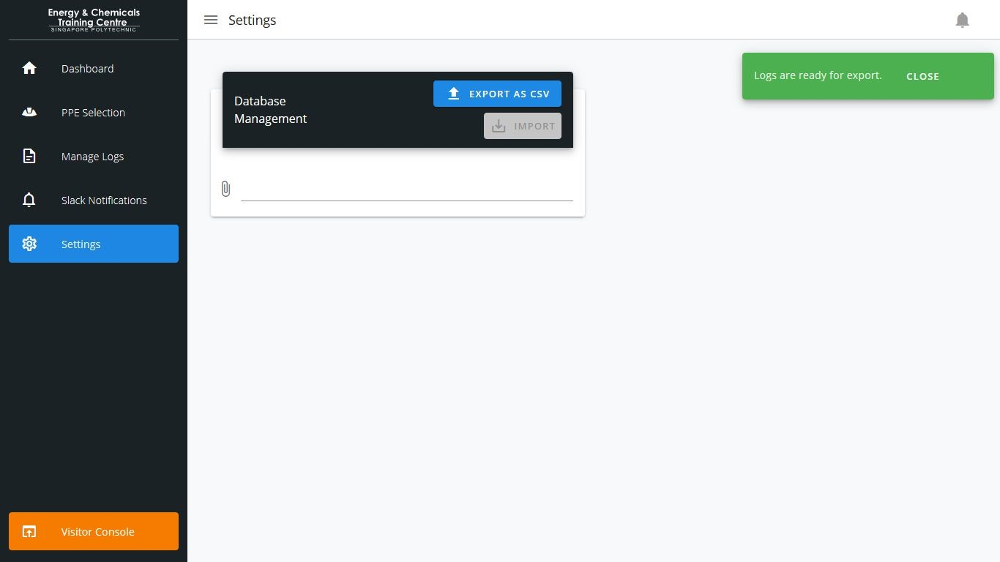 Energy & Chemicals
Training Centre
SINGAPORE POLYTECHNIC
Dashboard
PPE Selection
Manage Logs
Slack Notifications
Settings
Visitor Console
Settings
Database
Management
EXPORT AS CSV
IMPORT
Logs are ready for export.
CLOSE